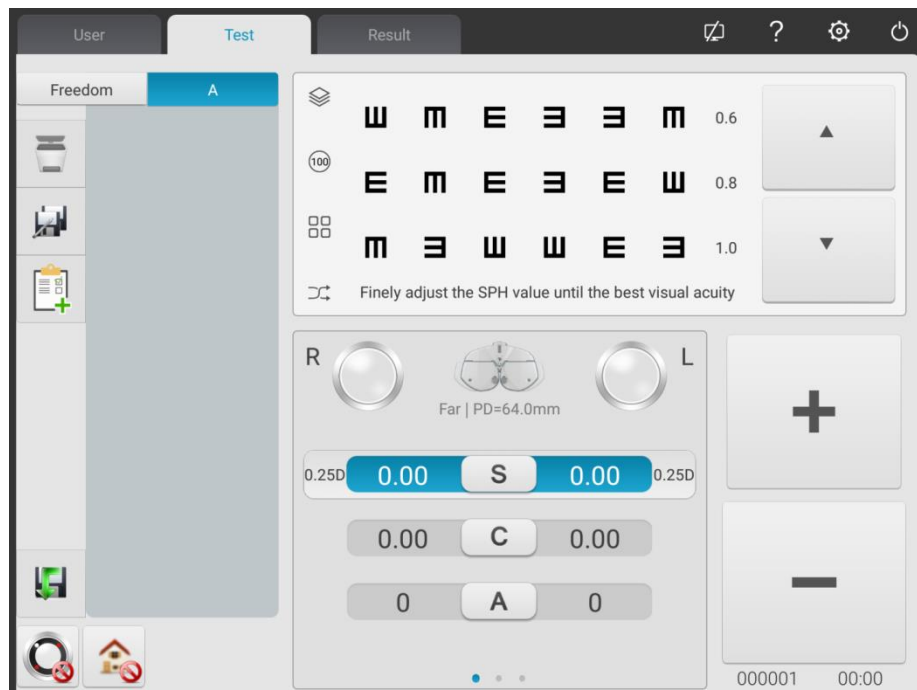 User Test Result ?
Freedom A
0.6
100
0.8
1.0
Finely adjust the SPH value until the best visual acuity
R L
Far | PD=64.0mm
0.25D 0.00 S 0.00 0.25D
0.00 C 0.00
0 A 0
000001 00:00